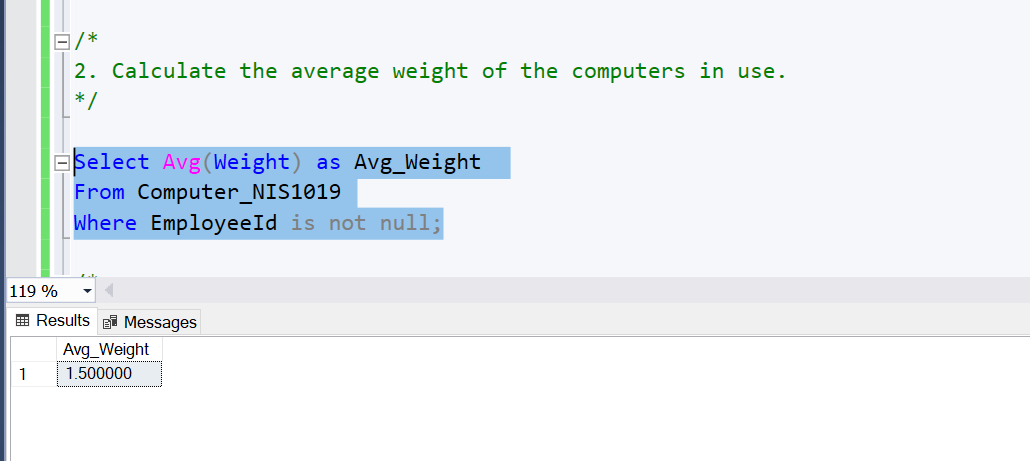 /*
2. Calculate the average weight of the computers in use.
*/
Select Avg(Weight) as Avg_Weight
From Computer_NIS1019
Where EmployeeId is not null;
119 %
Results Messages
Avg_Weight
1 1.500000